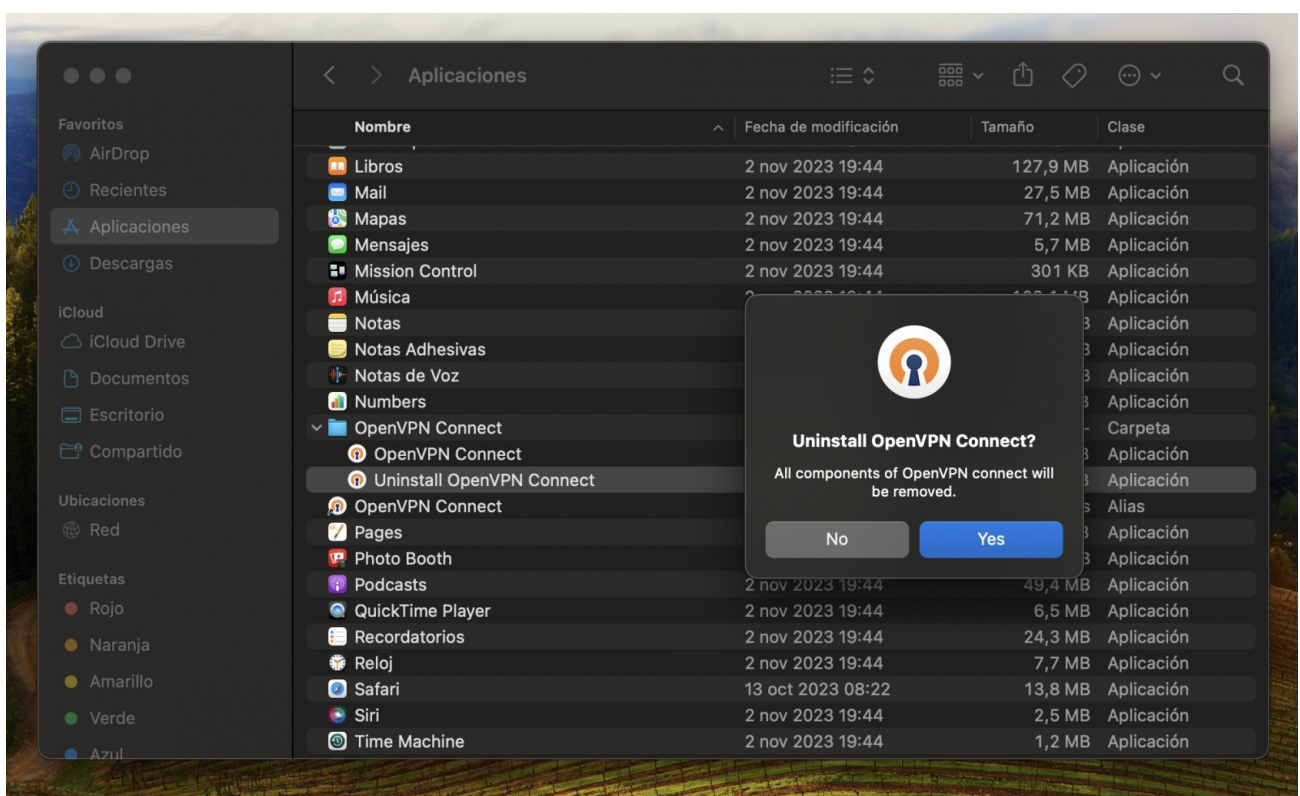 Aplicaciones
Favoritos
AirDrop
Recientes
Aplicaciones
Descargas
iCloud
iCloud Drive
Documentos
Escritorio
Compartido
Ubicaciones
Red
Etiquetas
Rojo
Naranja
Amarillo
Verde
Azul
Nombre Fecha de modificación Tamaño Clase
Libros 2 nov 2023 19:44 127,9 MB Aplicación
Mail 2 nov 2023 19:44 27,5 MB Aplicación
Mapas 2 nov 2023 19:44 71,2 MB Aplicación
Mensajes 2 nov 2023 19:44 5,7 MB Aplicación
Mission Control 2 nov 2023 19:44 301 KB Aplicación
Música Aplicación
Notas Aplicación
Notas Adhesivas Aplicación
Notas de Voz Aplicación
Numbers Aplicación
OpenVPN Connect Carpeta
OpenVPN Connect Aplicación
Uninstall OpenVPN Connect Aplicación
OpenVPN Connect Alias
Pages Aplicación
Photo Booth Aplicación
Podcasts 2 nov 2023 19:44 49,4 MB Aplicación
QuickTime Player 2 nov 2023 19:44 6,5 MB Aplicación
Recordatorios 2 nov 2023 19:44 24,3 MB Aplicación
Reloj 2 nov 2023 19:44 7,7 MB Aplicación
Safari 13 oct 2023 08:22 13,8 MB Aplicación
Siri 2 nov 2023 19:44 2,5 MB Aplicación
Time Machine 2 nov 2023 19:44 1,2 MB Aplicación
Uninstall OpenVPN Connect?
All components of OpenVPN connect will
be removed.
No
Yes